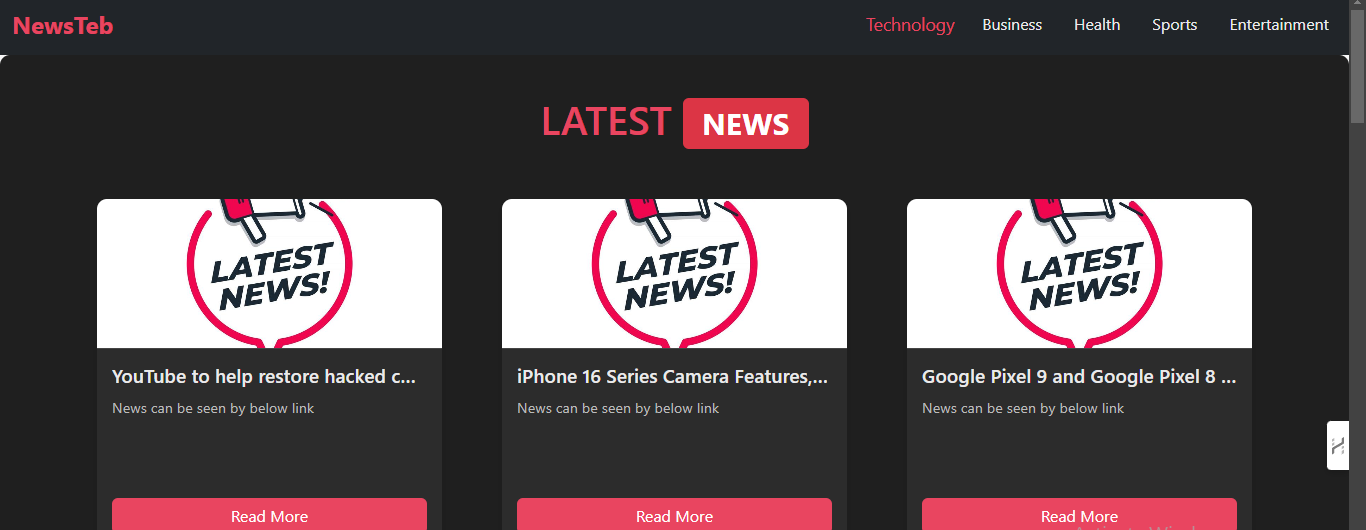 NewsTeb
Technology Business Health Sports Entertainment
LATEST NEWS
LATEST
NEWS!
LATEST
NEWS!
LATEST
NEWS!
YouTube to help restore hacked c...
News can be seen by below link
Read More
iPhone 16 Series Camera Features,...
News can be seen by below link
Read More
Google Pixel 9 and Google Pixel 8 ...
News can be seen by below link
Read More